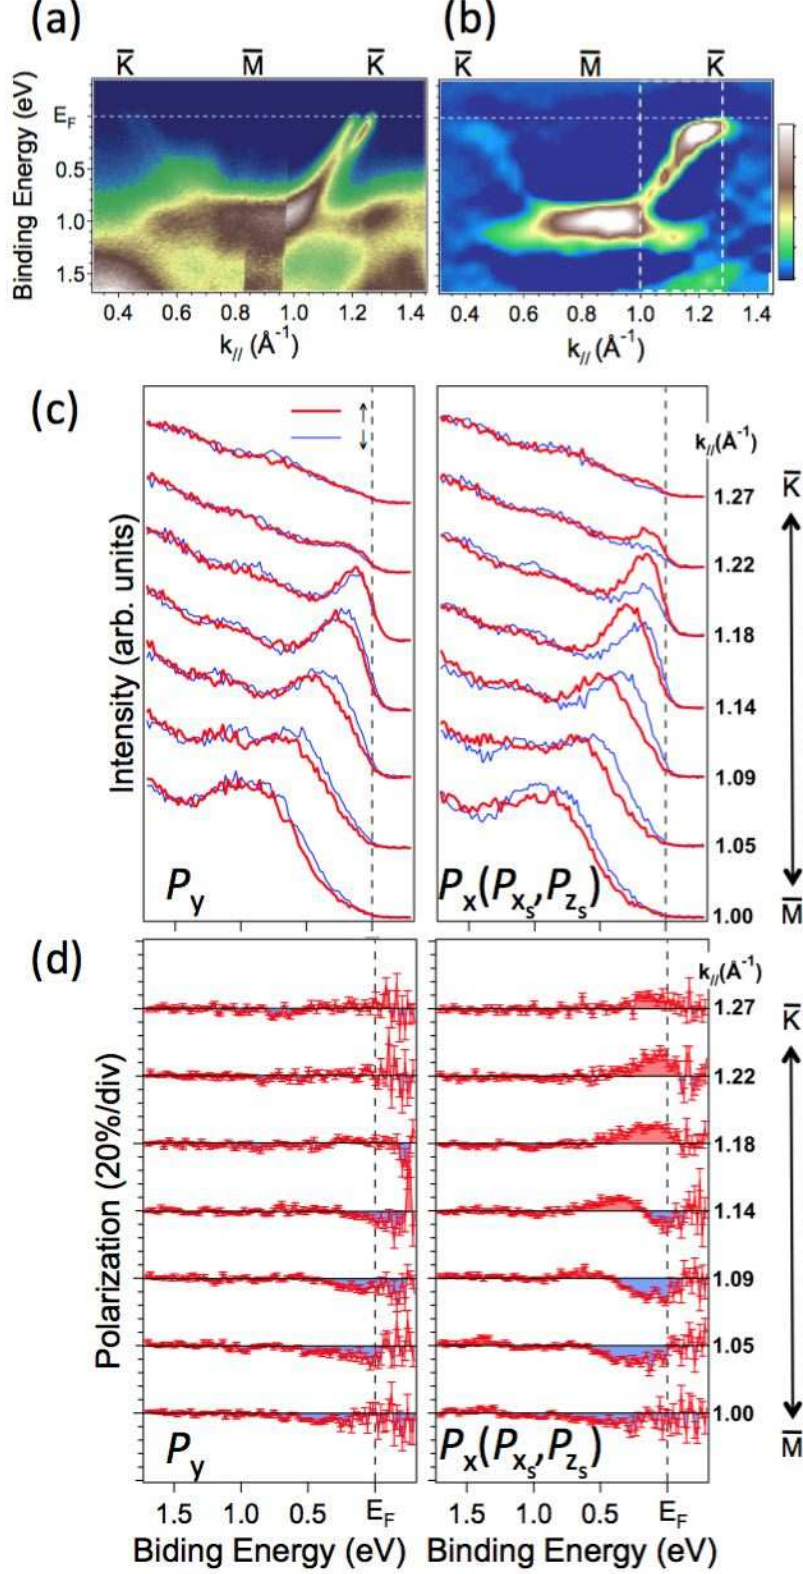 (a) (b)
K̅ M̅ K̅ K̅ M̅ K̅
Binding Energy (eV)
E_F
0.5
1.0
1.5
0.4 0.6 0.8 1.0 1.2 1.4 0.4 0.6 0.8 1.0 1.2 1.4
k_// (Å⁻¹) k_// (Å⁻¹)
(c)
Intensity (arb. units)
↑
↓
k_//(Å⁻¹)
1.27
1.22
1.18
1.14
1.09
1.05
1.00
K̅
M̅
P_y P_x(P_xs,P_zs)
(d)
Polarization (20%/div)
k_//(Å⁻¹)
1.27
1.22
1.18
1.14
1.09
1.05
1.00
K̅
M̅
P_y P_x(P_xs,P_zs)
1.5 1.0 0.5 E_F 1.5 1.0 0.5 E_F
Biding Energy (eV) Binding Energy (eV)